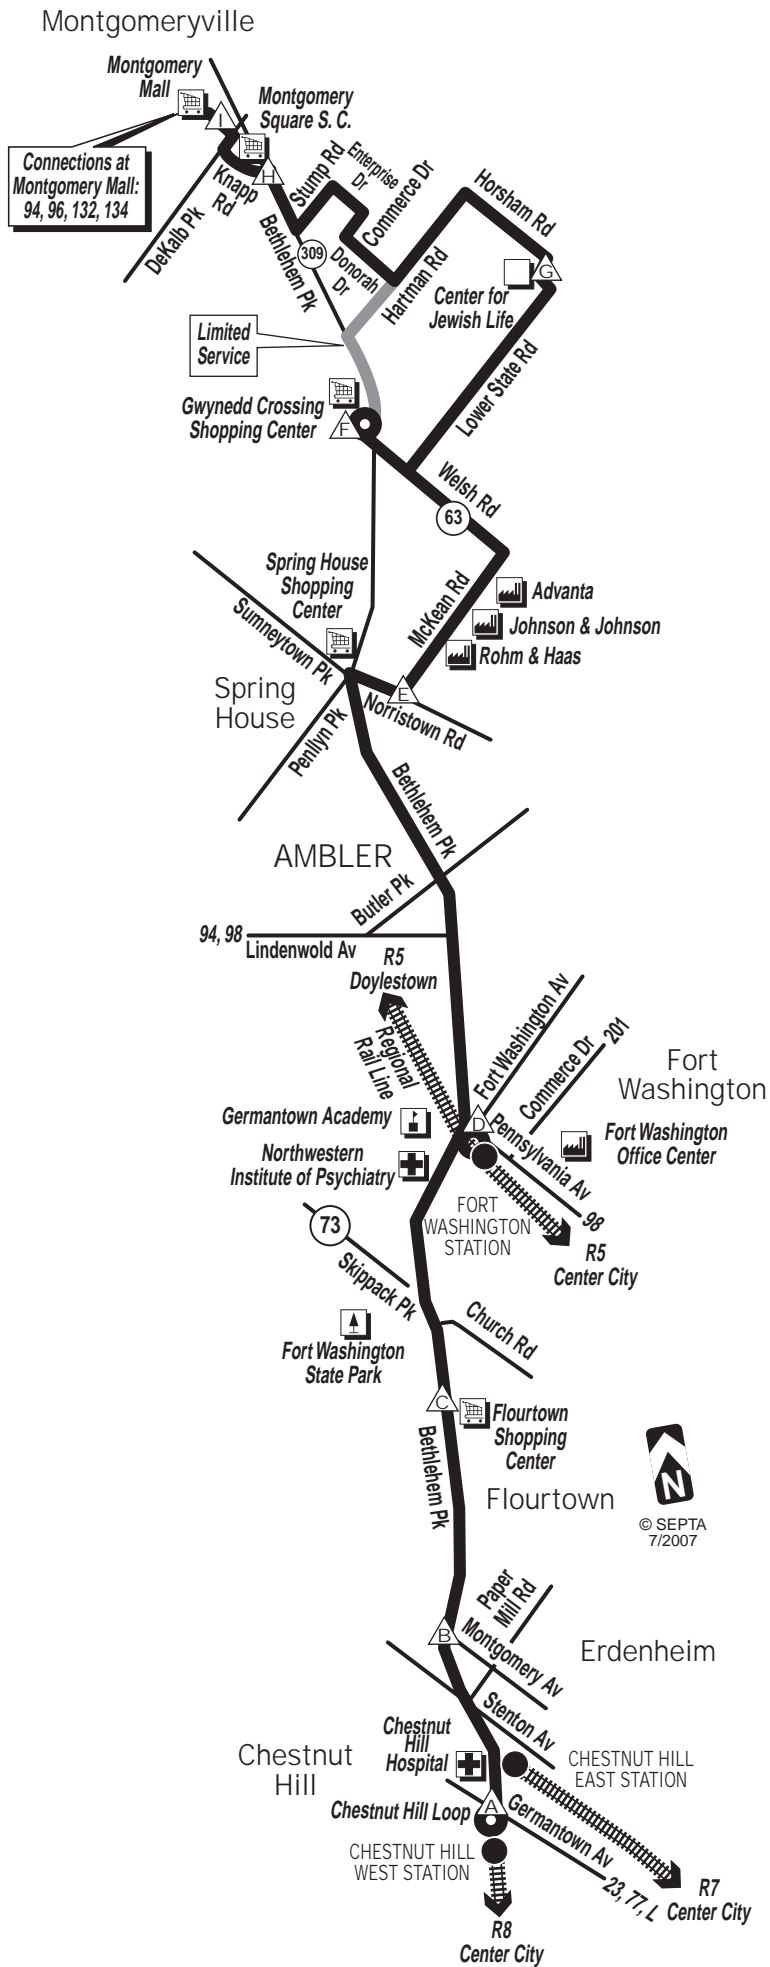 Montgomeryville
Montgomery
Mall
I
Montgomery
Square S. C.
Connections at
Montgomery Mall:
94, 96, 132, 134
H
Knapp
Rd
DeKalb Pk
Stump Rd
Enterprise
Dr
Commerce Dr
Horsham Rd
Bethlehem Pk
309
Donorah
Dr
Hartman Rd
G
Center for
Jewish Life
Limited
Service
Lower State Rd
Gwynedd Crossing
Shopping Center
F
Welsh Rd
63
Spring House
Shopping
Center
McKean Rd
Advanta
Johnson & Johnson
Rohm & Haas
Sumneytown Pk
Spring
House
E
Norristown Rd
Penllyn Pk
Bethlehem Pk
AMBLER
Butler Pk
94, 98
Lindenwold Av
R5
Doylestown
Regional
Rail Line
Fort Washington Av
Commerce Dr
201
Fort
Washington
Germantown Academy
D
Pennsylvania Av
Fort Washington
Office Center
Northwestern
Institute of Psychiatry
98
FORT
WASHINGTON
STATION
R5
Center City
73
Skippack Pk
Church Rd
Fort Washington
State Park
C
Flourtown
Shopping
Center
Bethlehem Pk
Flourtown
N
© SEPTA
7/2007
Paper
Mill Rd
B
Montgomery Av
Erdenheim
Stenton Av
Chestnut
Hill
Hospital
Chestnut
Hill
CHESTNUT HILL
EAST STATION
A
Chestnut Hill Loop
Germantown Av
CHESTNUT HILL
WEST STATION
23, 77, L
R7
Center City
R8
Center City